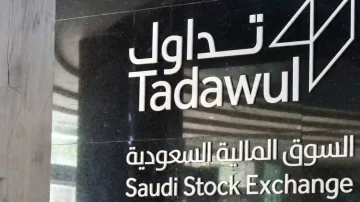 تداول
Tadawul
السوق المالية السعودية
Saudi Stock Exchange